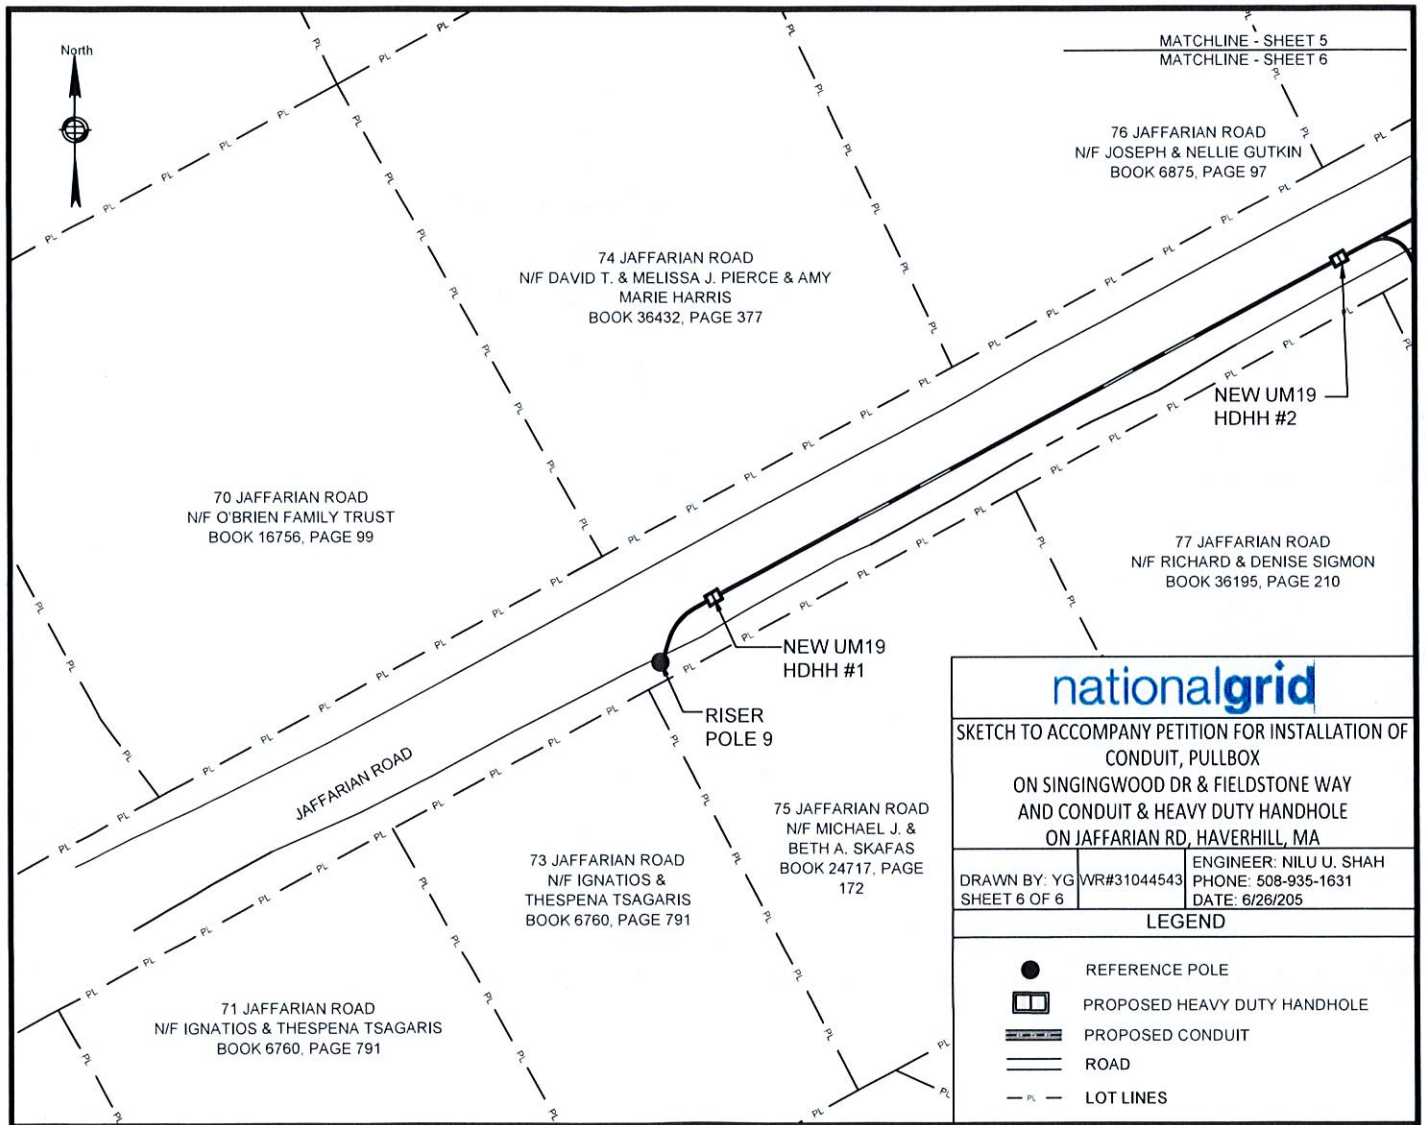 North
MATCHLINE - SHEET 5
MATCHLINE - SHEET 6
76 JAFFARIAN ROAD
N/F JOSEPH & NELLIE GUTKIN
BOOK 6875, PAGE 97
74 JAFFARIAN ROAD
N/F DAVID T. & MELISSA J. PIERCE & AMY
MARIE HARRIS
BOOK 36432, PAGE 377
NEW UM19
HDHH #2
70 JAFFARIAN ROAD
N/F O'BRIEN FAMILY TRUST
BOOK 16756, PAGE 99
77 JAFFARIAN ROAD
N/F RICHARD & DENISE SIGMON
BOOK 36195, PAGE 210
NEW UM19
HDHH #1
RISER
POLE 9
JAFFARIAN ROAD
75 JAFFARIAN ROAD
N/F MICHAEL J. &
BETH A. SKAFAS
BOOK 24717, PAGE
172
73 JAFFARIAN ROAD
N/F IGNATIOS &
THESPENA TSAGARIS
BOOK 6760, PAGE 791
71 JAFFARIAN ROAD
N/F IGNATIOS & THESPENA TSAGARIS
BOOK 6760, PAGE 791
nationalgrid
SKETCH TO ACCOMPANY PETITION FOR INSTALLATION OF
CONDUIT, PULLBOX
ON SINGINGWOOD DR & FIELDSTONE WAY
AND CONDUIT & HEAVY DUTY HANDHOLE
ON JAFFARIAN RD, HAVERHILL, MA
DRAWN BY: YG
SHEET 6 OF 6
WR#31044543
ENGINEER: NILU U. SHAH
PHONE: 508-935-1631
DATE: 6/26/205
LEGEND
REFERENCE POLE
PROPOSED HEAVY DUTY HANDHOLE
PROPOSED CONDUIT
ROAD
PL LOT LINES